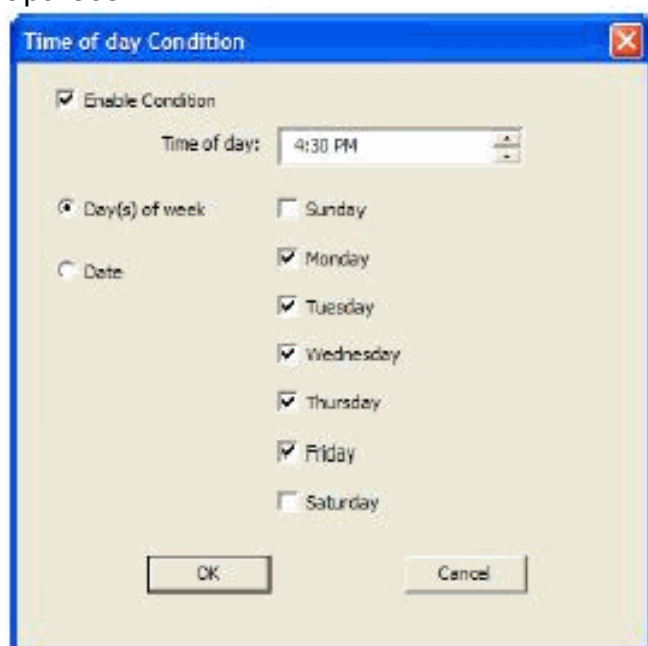 Time of day Condition
Enable Condition
Time of day: 4:30 PM
Day(s) of week Sunday
Monday
Date
Tuesday
Wednesday
Thursday
Friday
Saturday
OK Cancel